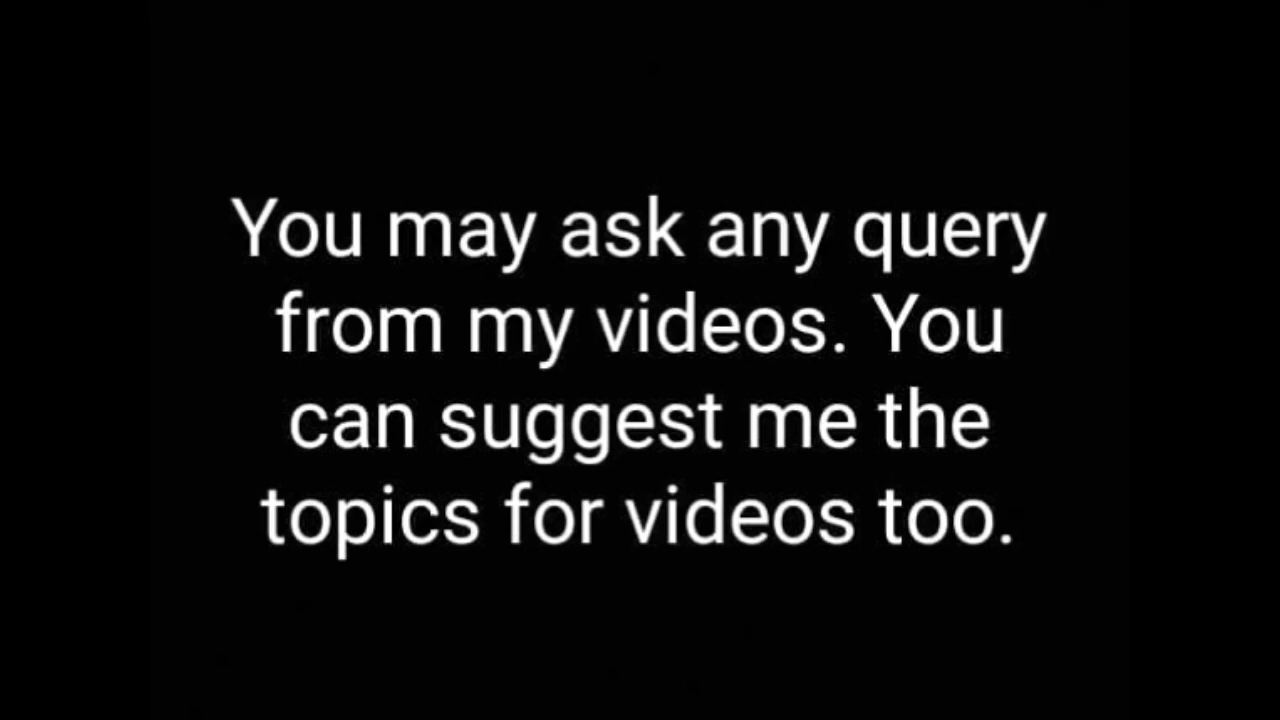 You may ask any query
from my videos. You
can suggest me the
topics for videos too.